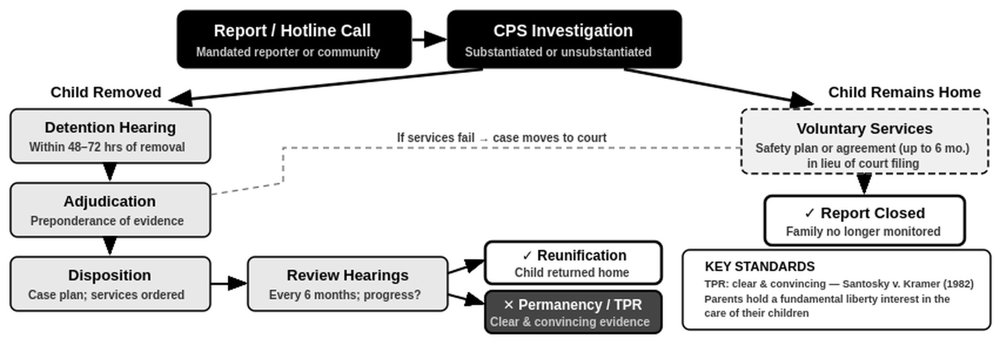 Report / Hotline Call
Mandated reporter or community
CPS Investigation
Substantiated or unsubstantiated
Child Removed
Child Remains Home
Detention Hearing
Within 48–72 hrs of removal
If services fail → case moves to court
Voluntary Services
Safety plan or agreement (up to 6 mo.)
in lieu of court filing
Adjudication
Preponderance of evidence
✓ Report Closed
Family no longer monitored
Disposition
Case plan; services ordered
Review Hearings
Every 6 months; progress?
✓ Reunification
Child returned home
✕ Permanency / TPR
Clear & convincing evidence
KEY STANDARDS
TPR: clear & convincing — Santosky v. Kramer (1982)
Parents hold a fundamental liberty interest in the
care of their children